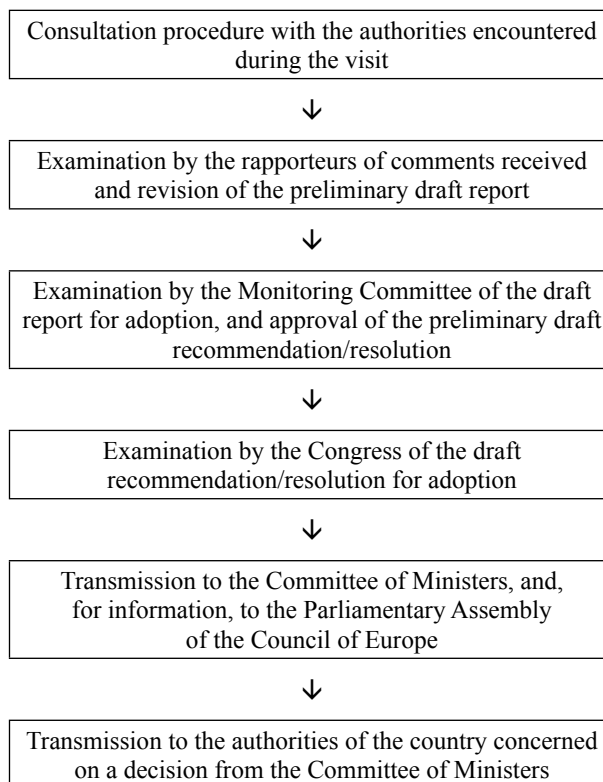 Consultation procedure with the authorities encountered
during the visit
↓
Examination by the rapporteurs of comments received
and revision of the preliminary draft report
↓
Examination by the Monitoring Committee of the draft
report for adoption, and approval of the preliminary draft
recommendation/resolution
↓
Examination by the Congress of the draft
recommendation/resolution for adoption
↓
Transmission to the Committee of Ministers, and,
for information, to the Parliamentary Assembly
of the Council of Europe
↓
Transmission to the authorities of the country concerned
on a decision from the Committee of Ministers